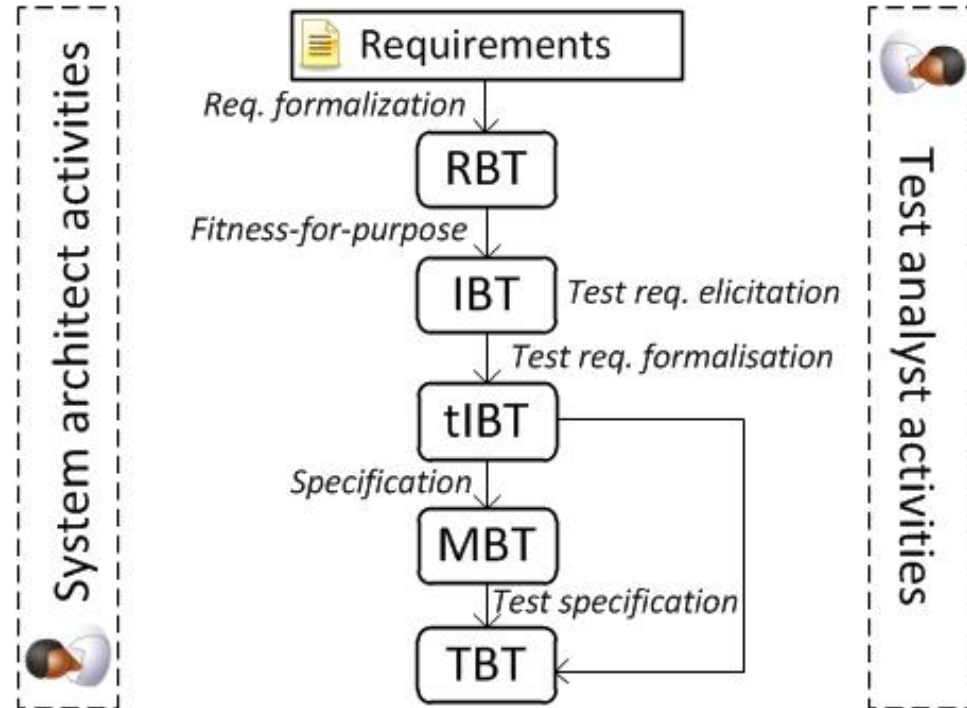 System architect activities
Requirements
Req. formalization
RBT
Fitness-for-purpose
IBT
Test req. elicitation
Test req. formalisation
tIBT
Specification
MBT
Test specification
TBT
Test analyst activities